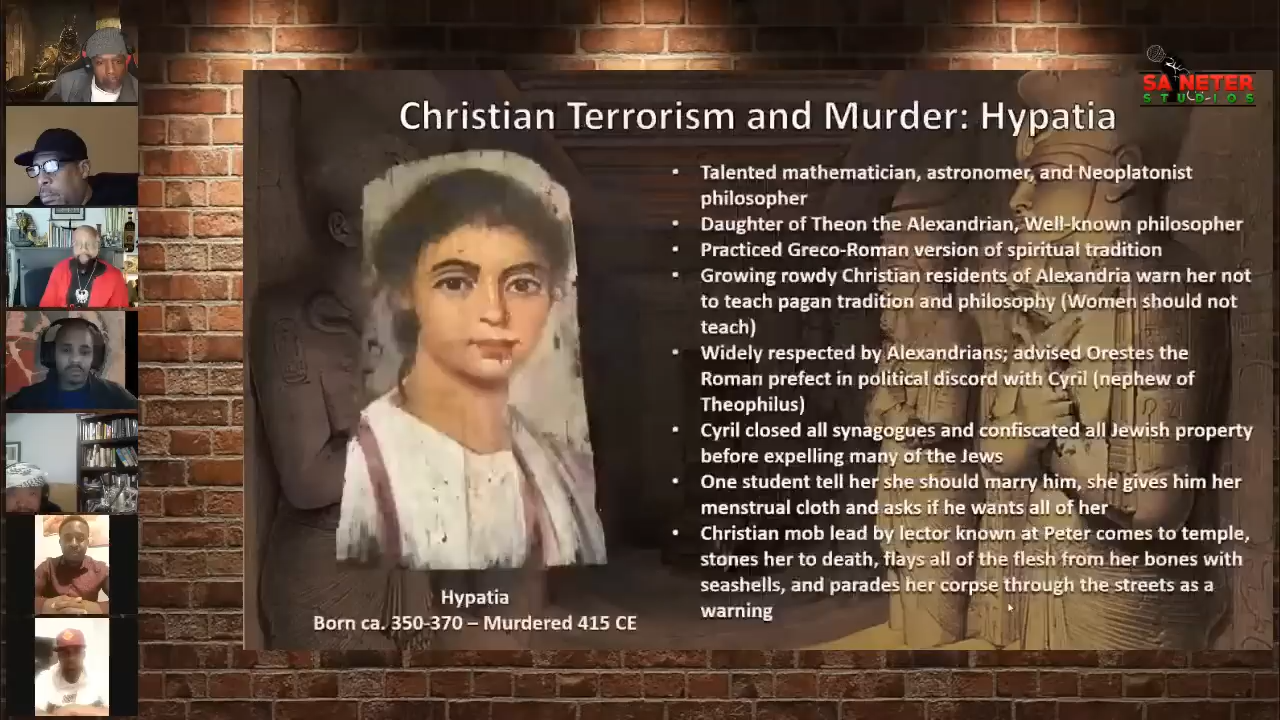 SA NETER
STUDIOS
Christian Terrorism and Murder: Hypatia
• Talented mathematician, astronomer, and Neoplatonist
philosopher
• Daughter of Theon the Alexandrian, Well-known philosopher
• Practiced Greco-Roman version of spiritual tradition
• Growing rowdy Christian residents of Alexandria warn her not
to teach pagan tradition and philosophy (Women should not
teach)
• Widely respected by Alexandrians; advised Orestes the
Roman prefect in political discord with Cyril (nephew of
Theophilus)
• Cyril closed all synagogues and confiscated all Jewish property
before expelling many of the Jews
• One student tell her she should marry him, she gives him her
menstrual cloth and asks if he wants all of her
• Christian mob lead by lector known at Peter comes to temple,
stones her to death, flays all of the flesh from her bones with
seashells, and parades her corpse through the streets as a
warning
Hypatia
Born ca. 350-370 – Murdered 415 CE